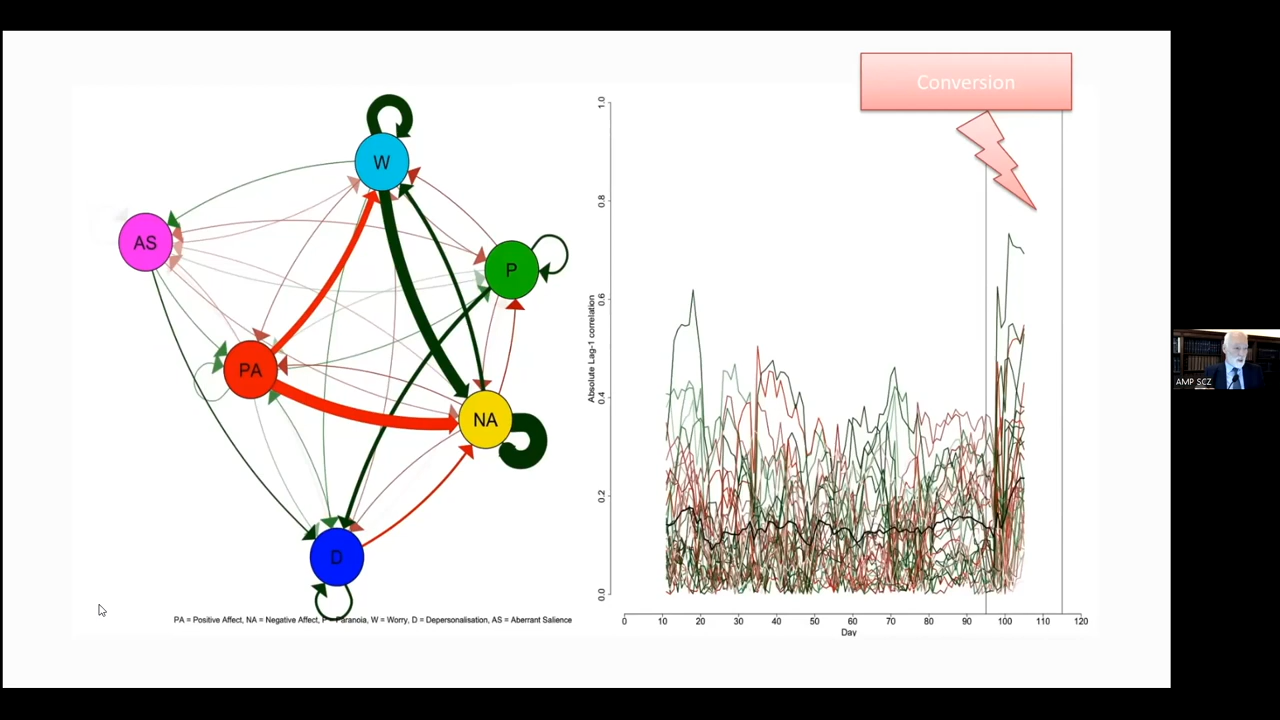 Conversion
W
AS
P
PA
NA
D
PA = Positive Affect, NA = Negative Affect, P = Paranoia, W = Worry, D = Depersonalisation, AS = Aberrant Salience
Absolute Lag-1 correlation
1.0
0.8
0.6
0.4
0.2
0.0
0 10 20 30 40 50 60 70 80 90 100 110 120
Day
AMP SCZ